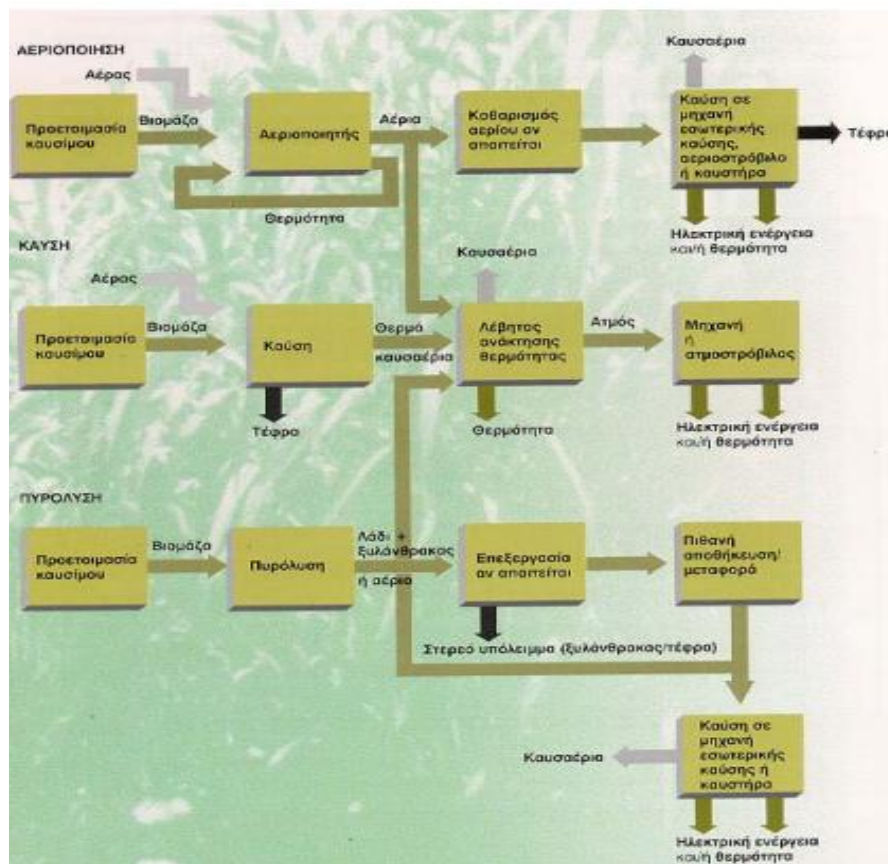 ΑΕΡΙΟΠΟΙΗΣΗ
Αέρας
Προετοιμασία
καυσίμου
Βιομάζα
Αεριοποιητής
Αέρια
Καθαρισμός
αερίου αν
απαιτείται
Καυσαέρια
Καύση σε
μηχανή
εσωτερικής
καύσης,
αεριοστρόβιλο
ή καυστήρα
Τέφρα
Θερμότητα
Ηλεκτρική ενέργεια
και/ή θερμότητα
ΚΑΥΣΗ
Αέρας
Προετοιμασία
καυσίμου
Βιομάζα
Καύση
Τέφρα
Θερμά
καυσαέρια
Καυσαέρια
Λέβητας
ανάκτησης
θερμότητας
Θερμότητα
Ατμός
Μηχανή
ή
ατμοστρόβιλος
Ηλεκτρική ενέργεια
και/ή θερμότητα
ΠΥΡΟΛΥΣΗ
Προετοιμασία
καυσίμου
Βιομάζα
Πυρόλυση
Λάδι +
ξυλάνθρακας
ή αέρια
Επεξεργασία
αν απαιτείται
Πιθανή
αποθήκευση/
μεταφορά
Στερεό υπόλειμμα (ξυλάνθρακας/τέφρα)
Καυσαέρια
Καύση σε
μηχανή
εσωτερικής
καύσης ή
καυστήρα
Ηλεκτρική ενέργεια
και/ή θερμότητα